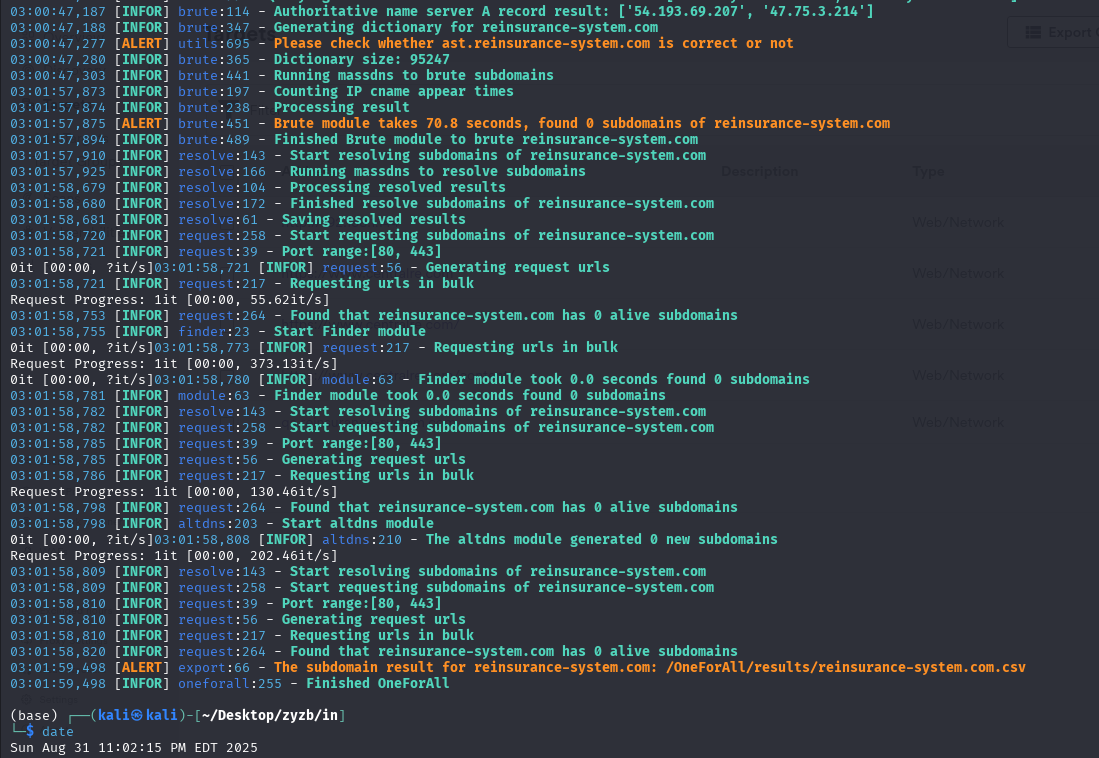 03:00:47,187 [INFOR] brute:114 - Authoritative name server A record result: ['54.193.69.207', '47.75.3.214']
03:00:47,188 [INFOR] brute:347 - Generating dictionary for reinsurance-system.com
03:00:47,277 [ALERT] utils:695 - Please check whether ast.reinsurance-system.com is correct or not
03:00:47,280 [INFOR] brute:365 - Dictionary size: 95247
03:00:47,303 [INFOR] brute:441 - Running massdns to brute subdomains
03:01:57,873 [INFOR] brute:197 - Counting IP cname appear times
03:01:57,874 [INFOR] brute:238 - Processing result
03:01:57,875 [ALERT] brute:451 - Brute module takes 70.8 seconds, found 0 subdomains of reinsurance-system.com
03:01:57,894 [INFOR] brute:489 - Finished Brute module to brute reinsurance-system.com
03:01:57,910 [INFOR] resolve:143 - Start resolving subdomains of reinsurance-system.com
03:01:57,925 [INFOR] resolve:166 - Running massdns to resolve subdomains
03:01:58,679 [INFOR] resolve:104 - Processing resolved results
03:01:58,680 [INFOR] resolve:172 - Finished resolve subdomains of reinsurance-system.com
03:01:58,681 [INFOR] resolve:61 - Saving resolved results
03:01:58,720 [INFOR] request:258 - Start requesting subdomains of reinsurance-system.com
03:01:58,721 [INFOR] request:39 - Port range:[80, 443]
0it [00:00, ?it/s]03:01:58,721 [INFOR] request:56 - Generating request urls
03:01:58,721 [INFOR] request:217 - Requesting urls in bulk
Request Progress: 1it [00:00, 55.62it/s]
03:01:58,753 [INFOR] request:264 - Found that reinsurance-system.com has 0 alive subdomains
03:01:58,755 [INFOR] finder:23 - Start Finder module
0it [00:00, ?it/s]03:01:58,773 [INFOR] request:217 - Requesting urls in bulk
Request Progress: 1it [00:00, 373.13it/s]
0it [00:00, ?it/s]03:01:58,780 [INFOR] module:63 - Finder module took 0.0 seconds found 0 subdomains
03:01:58,781 [INFOR] module:63 - Finder module took 0.0 seconds found 0 subdomains
03:01:58,782 [INFOR] resolve:143 - Start resolving subdomains of reinsurance-system.com
03:01:58,782 [INFOR] request:258 - Start requesting subdomains of reinsurance-system.com
03:01:58,785 [INFOR] request:39 - Port range:[80, 443]
03:01:58,785 [INFOR] request:56 - Generating request urls
03:01:58,786 [INFOR] request:217 - Requesting urls in bulk
Request Progress: 1it [00:00, 130.46it/s]
03:01:58,798 [INFOR] request:264 - Found that reinsurance-system.com has 0 alive subdomains
03:01:58,798 [INFOR] altdns:203 - Start altdns module
0it [00:00, ?it/s]03:01:58,808 [INFOR] altdns:210 - The altdns module generated 0 new subdomains
Request Progress: 1it [00:00, 202.46it/s]
03:01:58,809 [INFOR] resolve:143 - Start resolving subdomains of reinsurance-system.com
03:01:58,809 [INFOR] request:258 - Start requesting subdomains of reinsurance-system.com
03:01:58,810 [INFOR] request:39 - Port range:[80, 443]
03:01:58,810 [INFOR] request:56 - Generating request urls
03:01:58,810 [INFOR] request:217 - Requesting urls in bulk
03:01:58,820 [INFOR] request:264 - Found that reinsurance-system.com has 0 alive subdomains
03:01:59,498 [ALERT] export:66 - The subdomain result for reinsurance-system.com: /OneForAll/results/reinsurance-system.com.csv
03:01:59,498 [INFOR] oneforall:255 - Finished OneForAll
(base) ┌──(kali㉿kali)-[~/Desktop/zyzb/in]
└─$ date
Sun Aug 31 11:02:15 PM EDT 2025
Export
Description Type
Web/Network
Web/Network
Web/Network
Web/Network
Web/Network